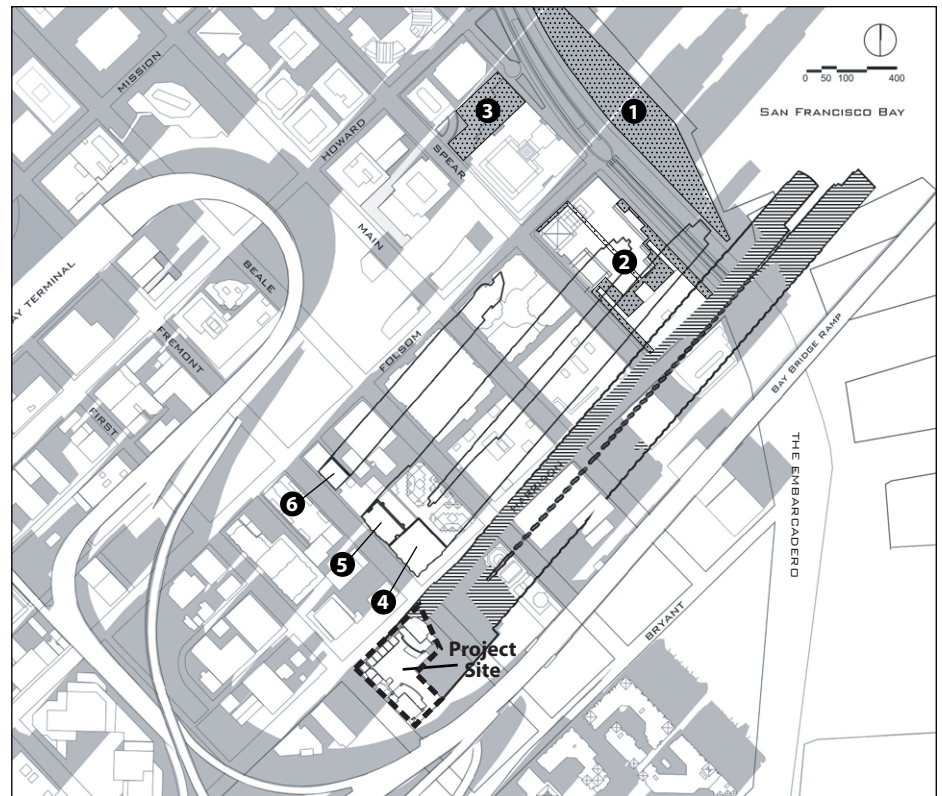 MISSION
3
1
0 50 100 400
SAN FRANCISCO BAY
HOWARD
SPEAR
MAIN
2
AY TERMINAL
BEALE
FREMONT
FOLSOM
BAY BRIDGE RAMP
FIRST
THE EMBARCADERO
6
5
4
BRYANT
Project
Site